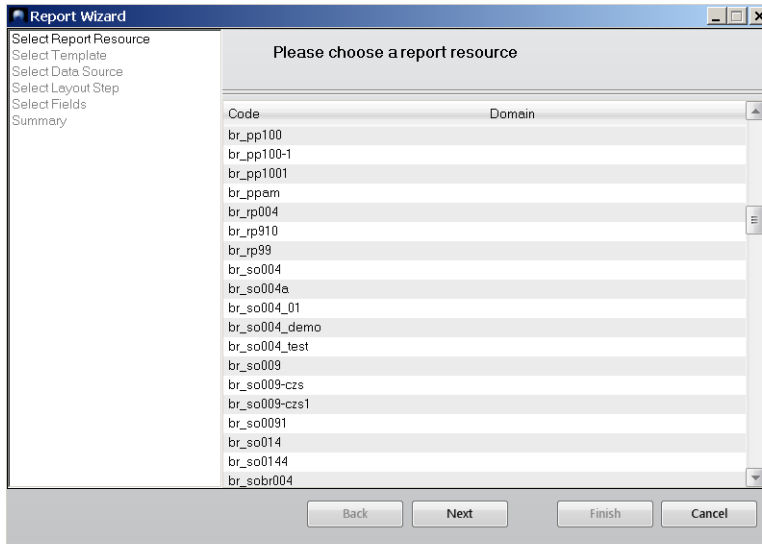 Report Wizard
Select Report Resource
Select Template
Select Data Source
Select Layout Step
Select Fields
Summary
Please choose a report resource
Code Domain
br_pp100
br_pp100-1
br_pp1001
br_ppam
br_rp004
br_rp910
br_rp99
br_so004
br_so004a
br_so004_01
br_so004_demo
br_so004_test
br_so009
br_so009-czs
br_so009-czs1
br_so0091
br_so014
br_so0144
br_sobr004
Back Next Finish Cancel